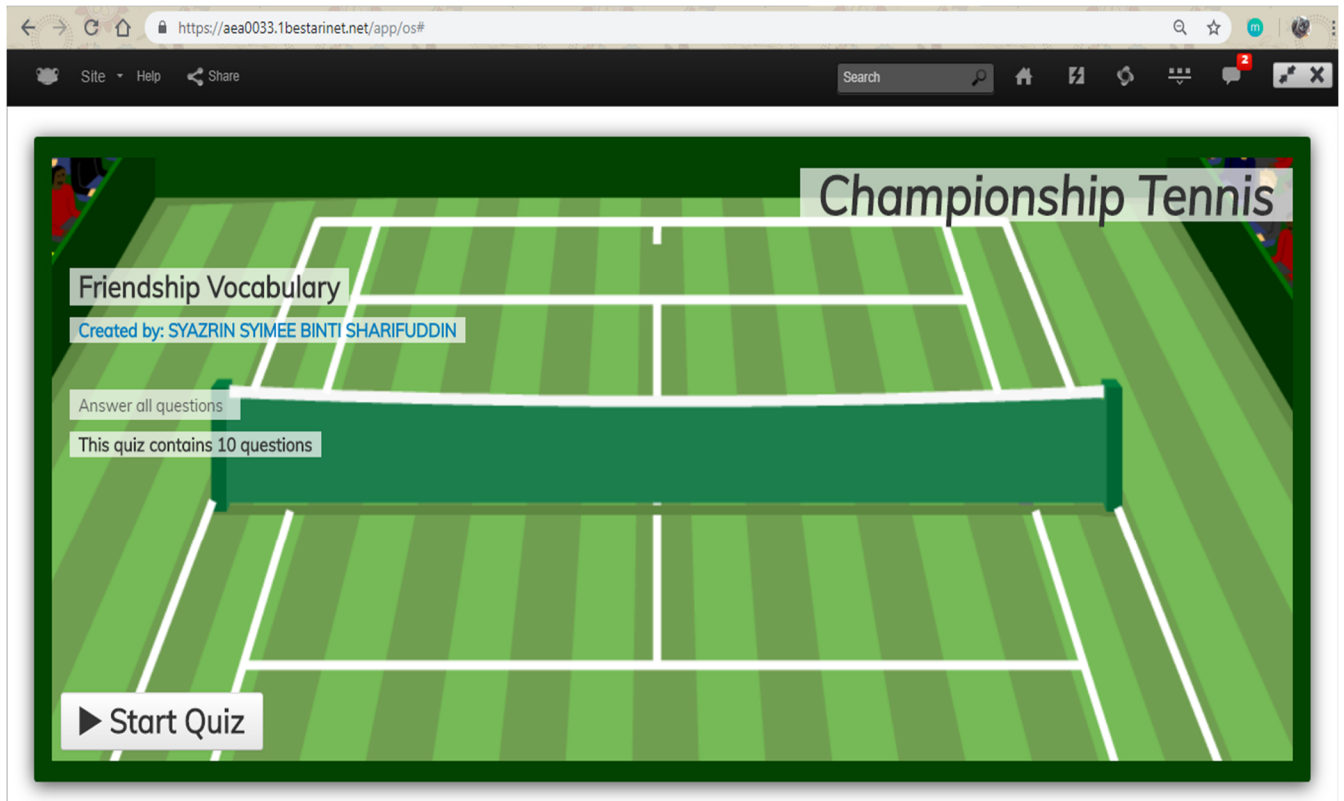 https://aea0033.1bestarinet.net/app/os#
m
Site Help Share
Search
2
Championship Tennis
Friendship Vocabulary
Created by: SYAZRIN SYIMEE BINTI SHARIFUDDIN
Answer all questions
This quiz contains 10 questions
Start Quiz